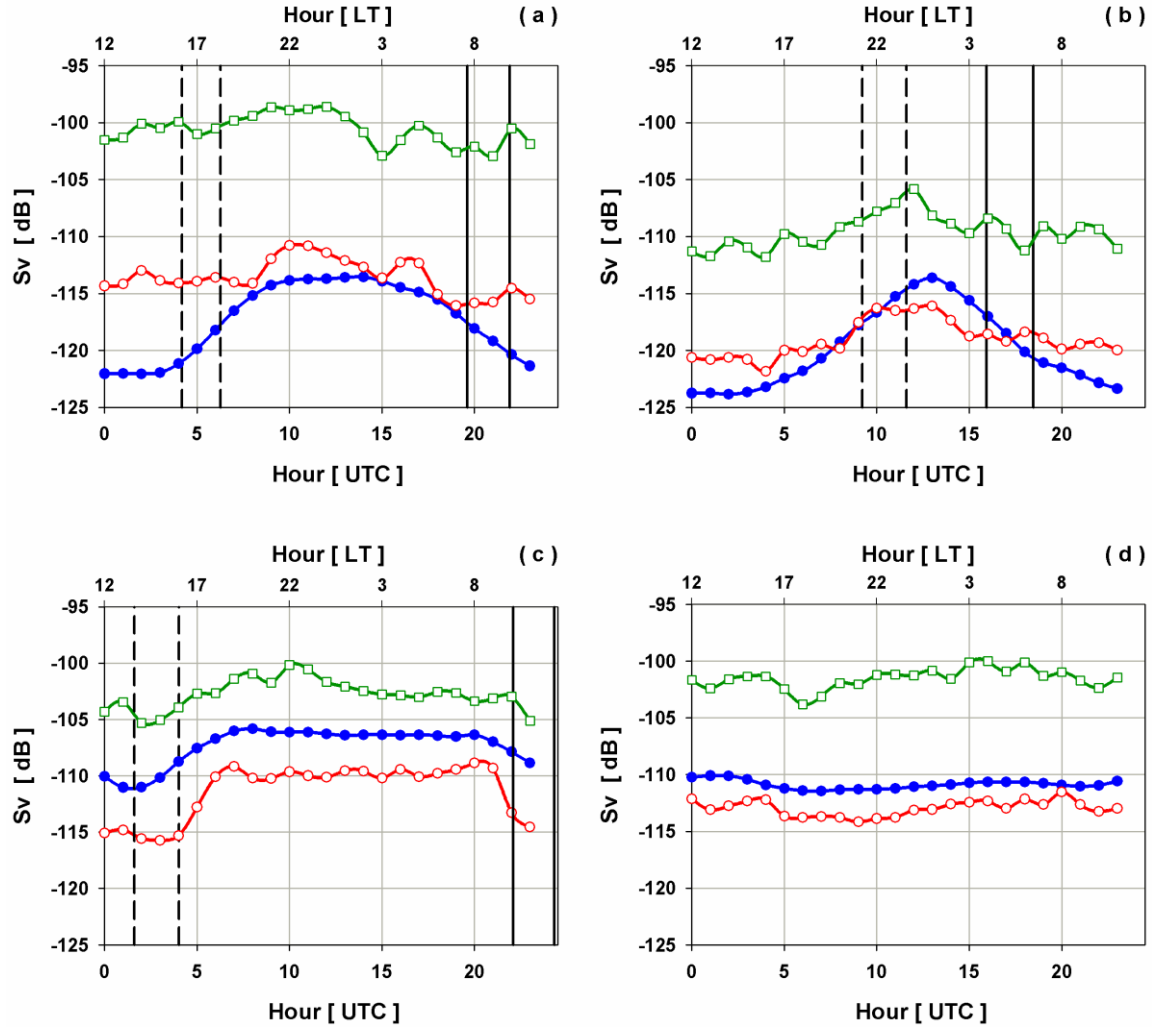 Hour [ LT ] ( a )
12 17 22 3 8
-95
-100
-105
-110
-115
-120
-125
Sv [ dB ]
0 5 10 15 20
Hour [ UTC ]
Hour [ LT ] ( b )
12 17 22 3 8
-95
-100
-105
-110
-115
-120
-125
Sv [ dB ]
0 5 10 15 20
Hour [ UTC ]
Hour [ LT ] ( c )
12 17 22 3 8
-95
-100
-105
-110
-115
-120
-125
Sv [ dB ]
0 5 10 15 20
Hour [ UTC ]
Hour [ LT ] ( d )
12 17 22 3 8
-95
-100
-105
-110
-115
-120
-125
Sv [ dB ]
0 5 10 15 20
Hour [ UTC ]